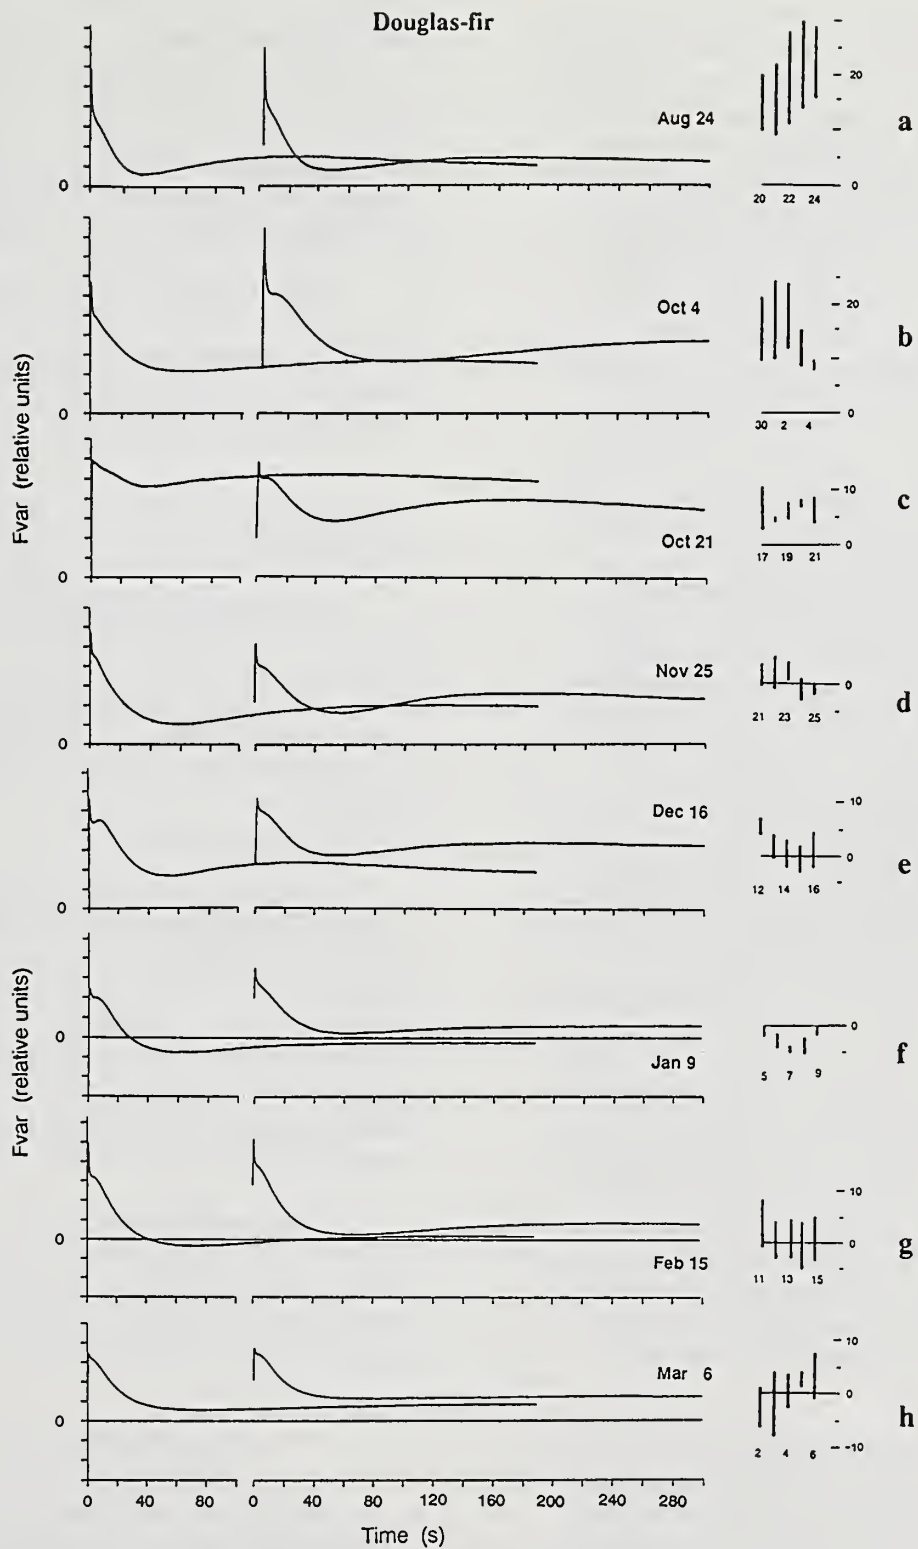 Douglas-fir
Fvar (relative units)
Fvar (relative units)
0
Aug 24
20
0
20 22 24
a
0
Oct 4
20
0
30 2 4
b
0
Oct 21
10
0
17 19 21
c
0
Nov 25
0
21 23 25
d
0
Dec 16
10
0
12 14 16
e
0
Jan 9
0
5 7 9
f
0
Feb 15
10
0
11 13 15
g
0
Mar 6
10
0
-10
2 4 6
h
0 40 80 0 40 80 120 160 200 240 280
Time (s)